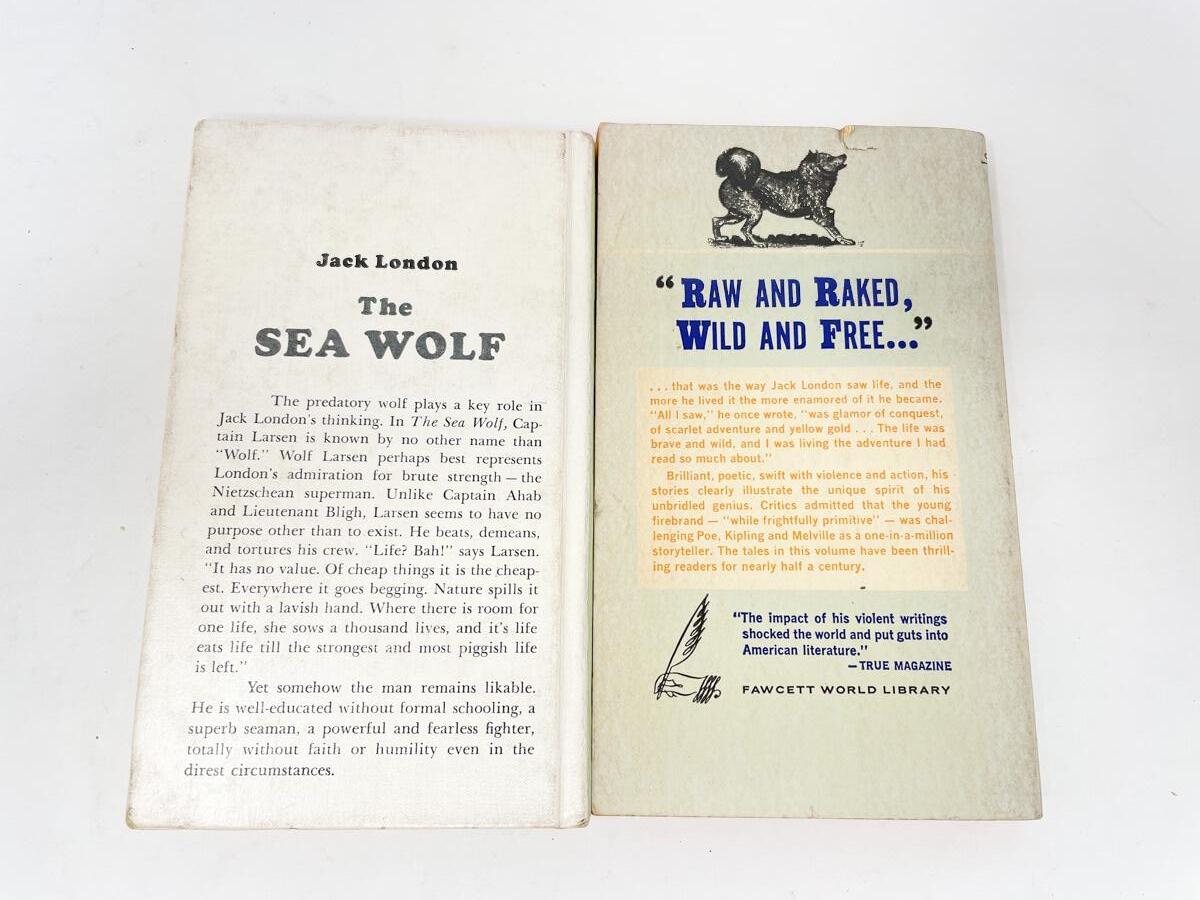 Jack London
The
SEA WOLF
The predatory wolf plays a key role in
Jack London's thinking. In The Sea Wolf, Cap-
tain Larsen is known by no other name than
"Wolf." Wolf Larsen perhaps best represents
London's admiration for brute strength — the
Nietzschean superman. Unlike Captain Ahab
and Lieutenant Bligh, Larsen seems to have no
purpose other than to exist. He beats, demeans,
and tortures his crew. "Life? Bah!" says Larsen.
"It has no value. Of cheap things it is the cheap-
est. Everywhere it goes begging. Nature spills it
out with a lavish hand. Where there is room for
one life, she sows a thousand lives, and it's life
eats life till the strongest and most piggish life
is left."
Yet somehow the man remains likable.
He is well-educated without formal schooling, a
superb seaman, a powerful and fearless fighter,
totally without faith or humility even in the
direst circumstances.
"RAW AND RAKED,
WILD AND FREE..."
... that was the way Jack London saw life, and the
more he lived it the more enamored of it he became.
"All I saw," he once wrote, "was glamor of conquest,
of scarlet adventure and yellow gold ... The life was
brave and wild, and I was living the adventure I had
read so much about."
Brilliant, poetic, swift with violence and action, his
stories clearly illustrate the unique spirit of his
unbridled genius. Critics admitted that the young
firebrand — "while frightfully primitive" — was chal-
lenging Poe, Kipling and Melville as a one-in-a-million
storyteller. The tales in this volume have been thrill-
ing readers for nearly half a century.
"The impact of his violent writings
shocked the world and put guts into
American literature."
—TRUE MAGAZINE
FAWCETT WORLD LIBRARY